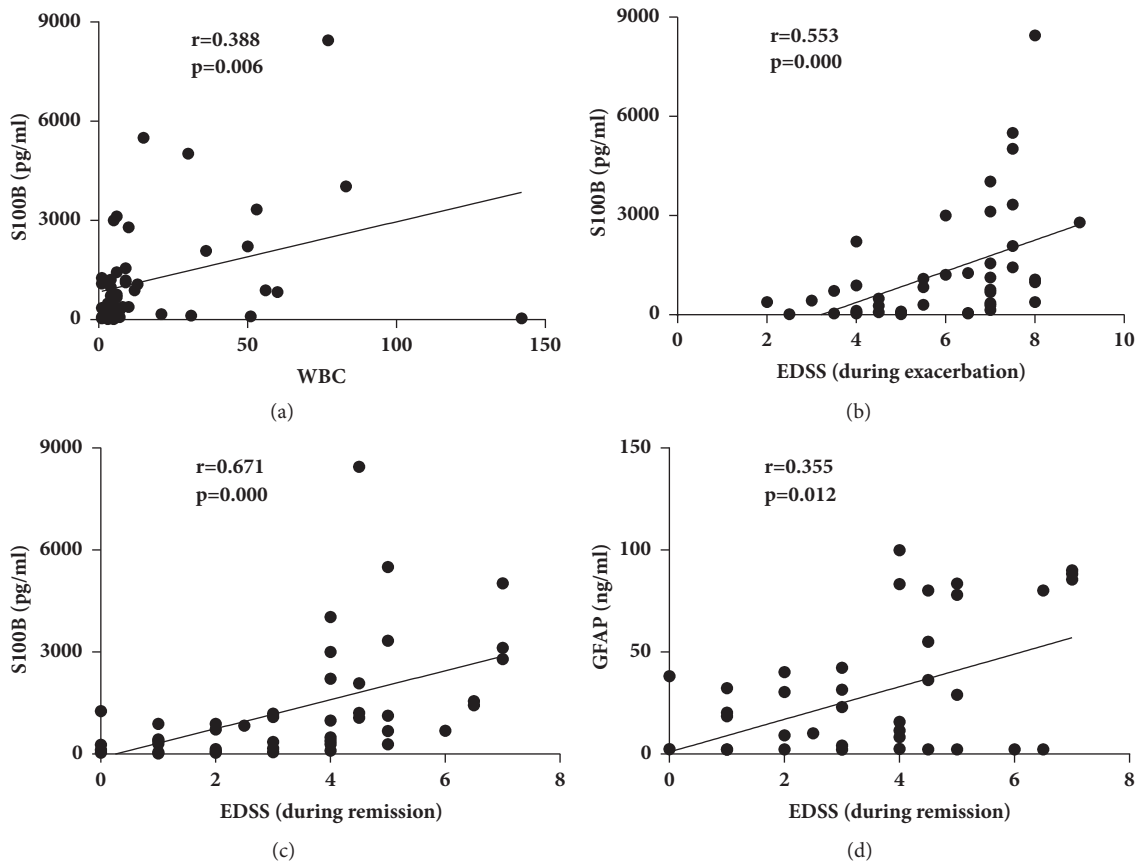 9000
6000
3000
0
S100B (pg/ml)
r=0.388
p=0.006
0
50
100
150
WBC
(a)
9000
6000
3000
0
S100B (pg/ml)
r=0.553
p=0.000
0
2
4
6
8
10
EDSS (during exacerbation)
(b)
9000
6000
3000
0
S100B (pg/ml)
r=0.671
p=0.000
0
2
4
6
8
EDSS (during remission)
(c)
150
100
50
0
GFAP (ng/ml)
r=0.355
p=0.012
0
2
4
6
8
EDSS (during remission)
(d)